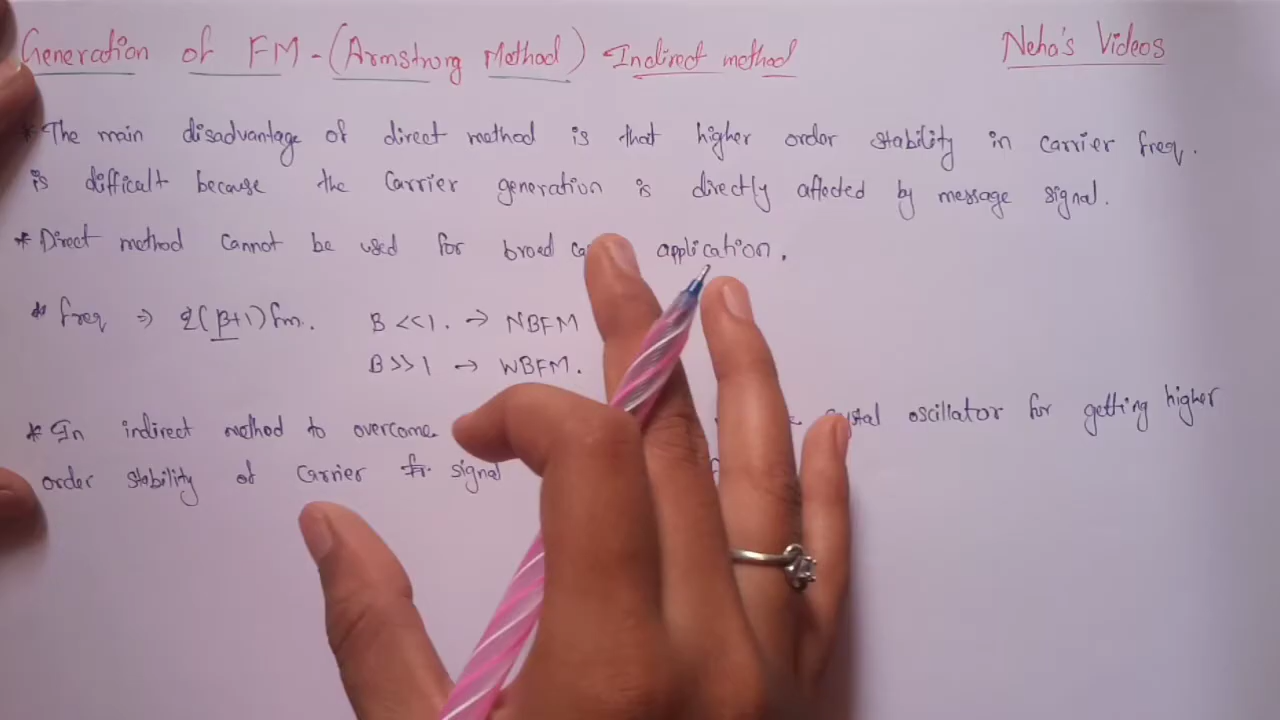 Generation of FM - (Armstrong Method) Indirect method
Neha's Videos
* The main disadvantage of direct method is that higher order stability in carrier freq.
is difficalt because the carrier generation is directly affected by message signal.
* Direct method cannot be used for broad application.
* freq => 2(β+1)fm. B <<1. → NBFM
B >> 1 → WBFM.
* In indirect method to overcome oscillator for getting higher
order stability of carrier signal